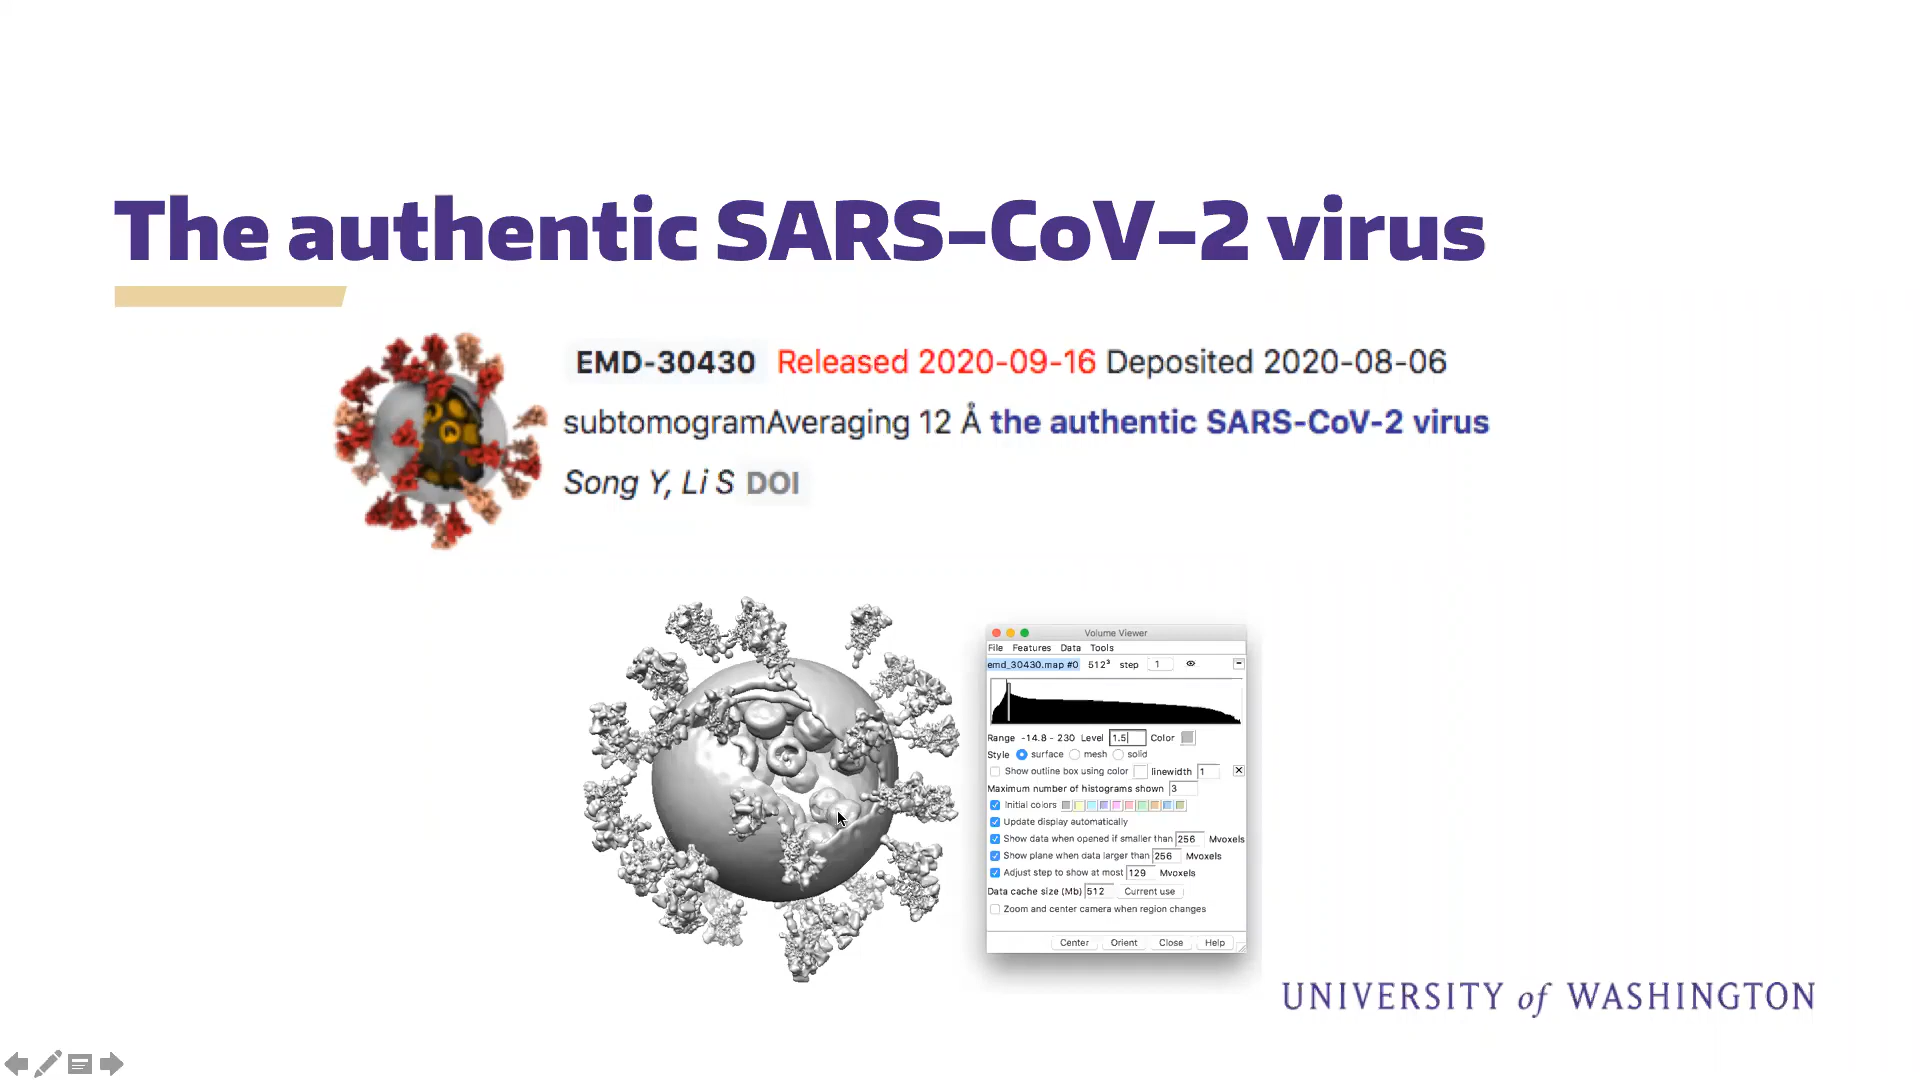 The authentic SARS-CoV-2 virus
EMD-30430 Released 2020-09-16 Deposited 2020-08-06
subtomogramAveraging 12 Å the authentic SARS-CoV-2 virus
Song Y, Li S DOI
Volume Viewer
File Features Data Tools
emd_30430.map #0 512³ step 1
Range -14.8 - 230 Level 1.5 Color
Style surface mesh solid
Show outline box using color linewidth 1
Maximum number of histograms shown 3
Initial colors
Update display automatically
Show data when opened if smaller than 256 Mvoxels
Show plane when data larger than 256 Mvoxels
Adjust step to show at most 129 Mvoxels
Data cache size (Mb) 512 Current use
Zoom and center camera when region changes
Center Orient Close Help
UNIVERSITY of WASHINGTON